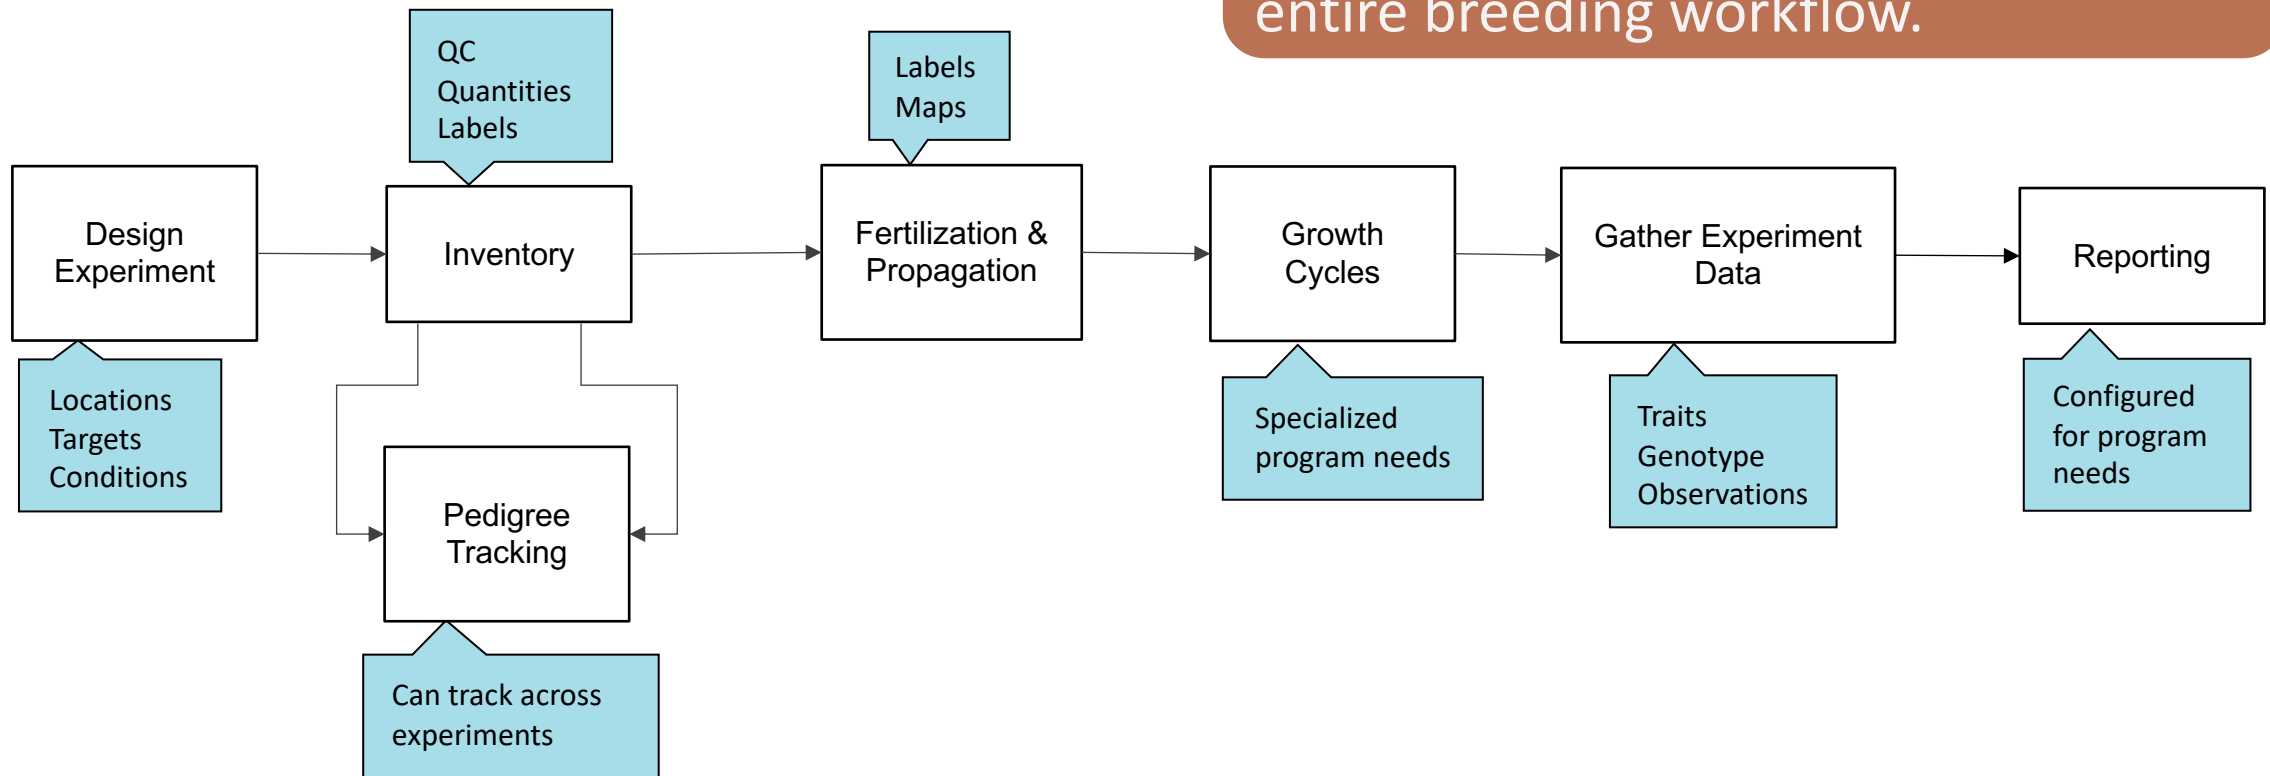 entire breeding workflow.
QC
Quantities
Labels
Labels
Maps
Design
Experiment
Inventory
Fertilization &
Propagation
Growth
Cycles
Gather Experiment
Data
Reporting
Locations
Targets
Conditions
Specialized
program needs
Traits
Genotype
Observations
Configured
for program
needs
Pedigree
Tracking
Can track across
experiments